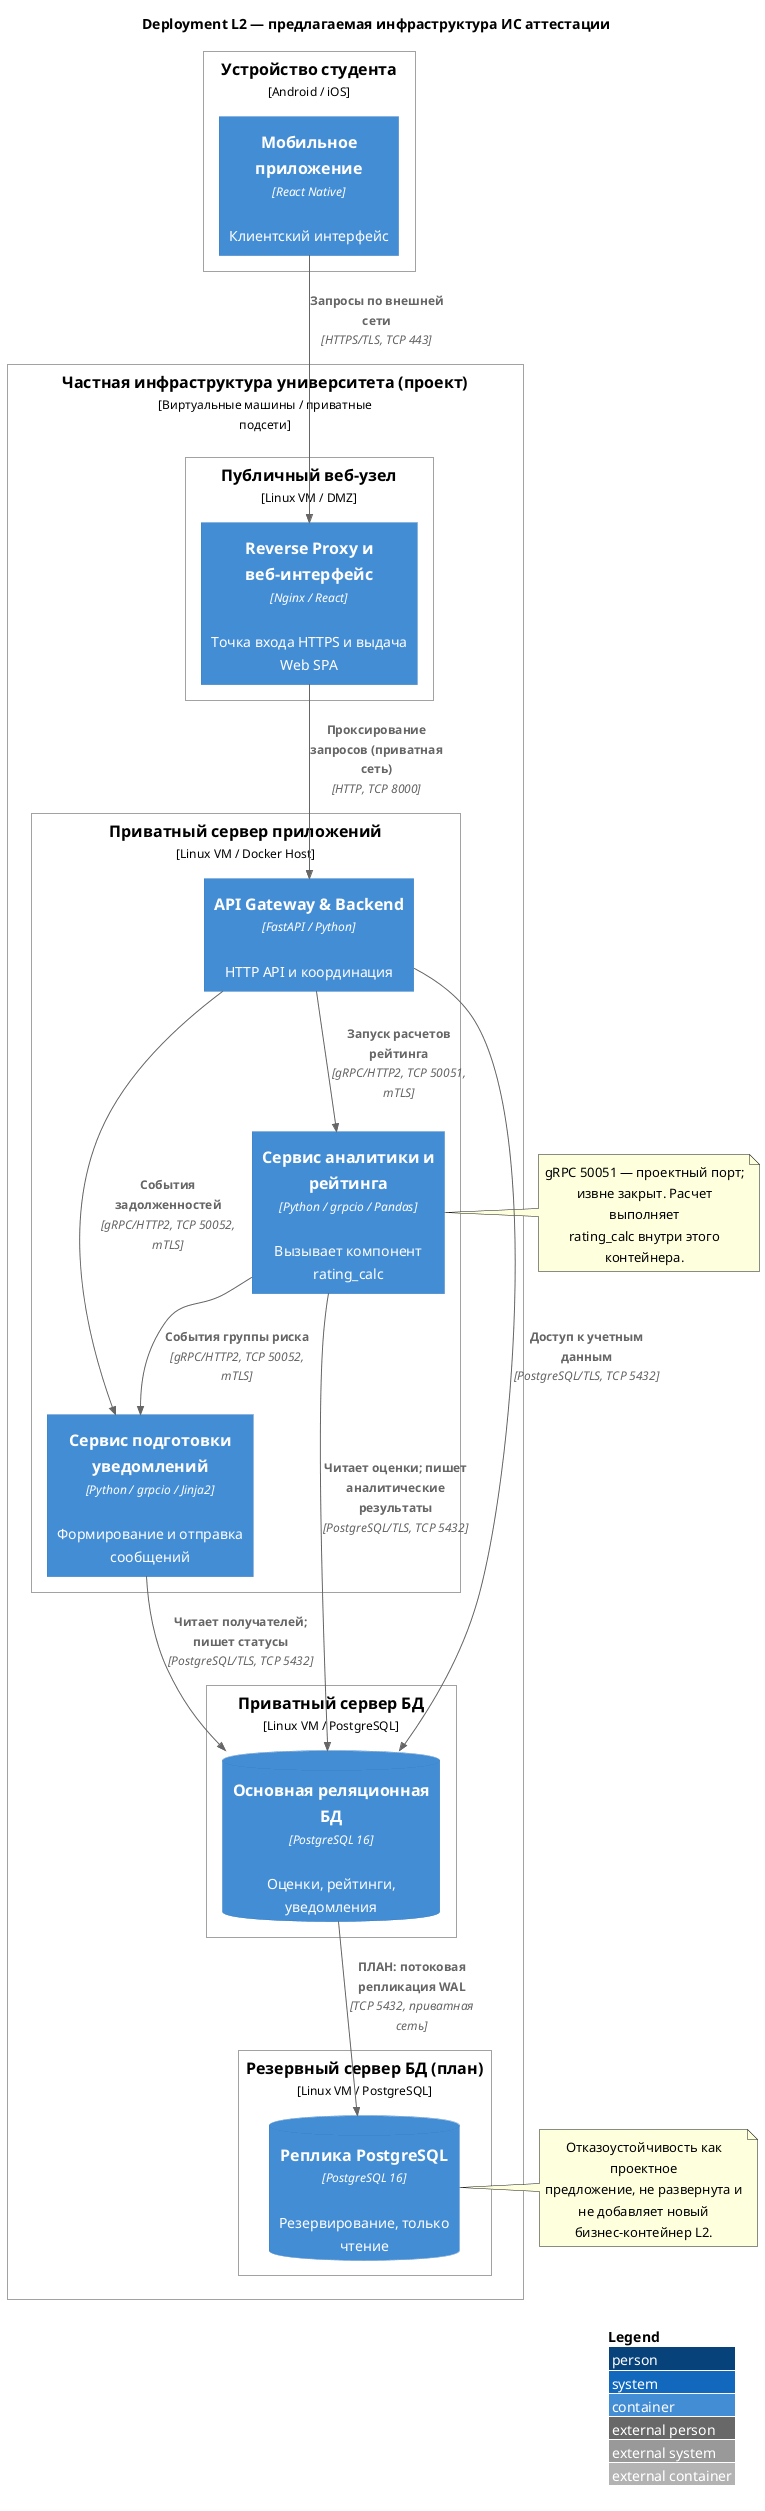 Deployment L2 — предлагаемая инфраструктура ИС аттестации
Устройство студента
[Android / iOS]
Мобильное
приложение
[React Native]
Клиентский интерфейс
Запросы по внешней
сети
[HTTPS/TLS, TCP 443]
Частная инфраструктура университета (проект)
[Виртуальные машины / приватные
подсети]
Публичный веб-узел
[Linux VM / DMZ]
Reverse Proxy и
веб-интерфейс
[Nginx / React]
Точка входа HTTPS и выдача
Web SPA
Проксирование
запросов (приватная
сеть)
[HTTP, TCP 8000]
Приватный сервер приложений
[Linux VM / Docker Host]
API Gateway & Backend
[FastAPI / Python]
HTTP API и координация
Запуск расчетов
рейтинга
[gRPC/HTTP2, TCP 50051,
mTLS]
Сервис аналитики и
рейтинга
[Python / grpcio / Pandas]
Вызывает компонент
rating_calc
gRPC 50051 — проектный порт;
извне закрыт. Расчет
выполняет
rating_calc внутри этого
контейнера.
События
задолженностей
[gRPC/HTTP2, TCP 50052,
mTLS]
События группы риска
[gRPC/HTTP2, TCP 50052,
mTLS]
Доступ к учетным
данным
[PostgreSQL/TLS, TCP 5432]
Сервис подготовки
уведомлений
[Python / grpcio / Jinja2]
Формирование и отправка
сообщений
Читает оценки; пишет
аналитические
результаты
[PostgreSQL/TLS, TCP 5432]
Читает получателей;
пишет статусы
[PostgreSQL/TLS, TCP 5432]
Приватный сервер БД
[Linux VM / PostgreSQL]
Основная реляционная
БД
[PostgreSQL 16]
Оценки, рейтинги,
уведомления
ПЛАН: потоковая
репликация WAL
[TCP 5432, приватная
сеть]
Резервный сервер БД (план)
[Linux VM / PostgreSQL]
Реплика PostgreSQL
[PostgreSQL 16]
Резервирование, только
чтение
Отказоустойчивость как
проектное
предложение, не развернута и
не добавляет новый
бизнес-контейнер L2.
Legend
person
system
container
external person
external system
external container